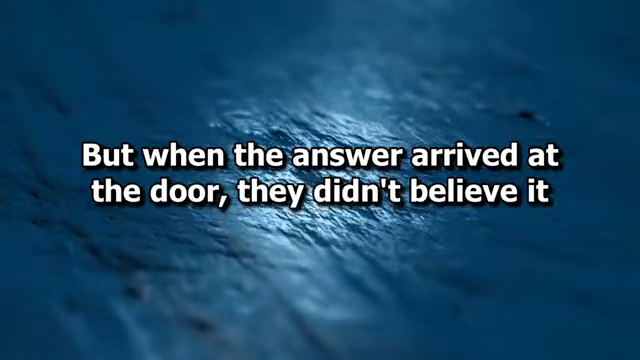 But when the answer arrived at
the door, they didn't believe it